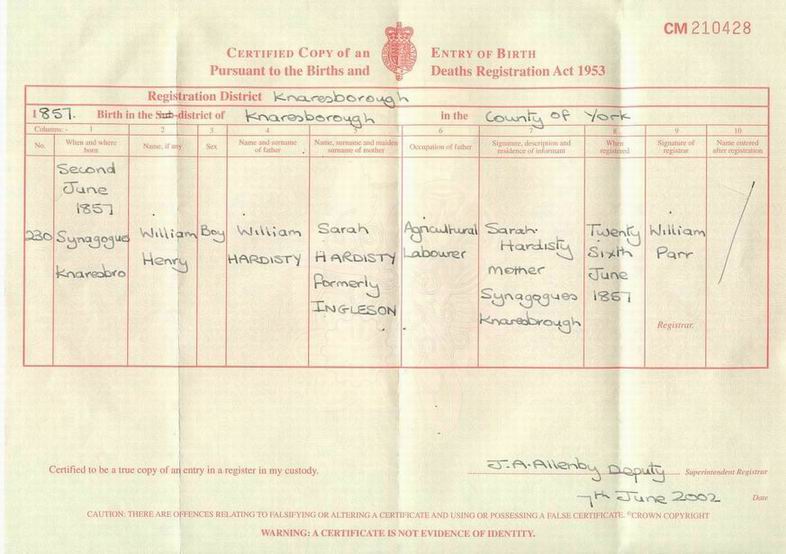 CM 210428
CERTIFIED COPY of an ENTRY OF BIRTH
Pursuant to the Births and Deaths Registration Act 1953
Registration District Knaresborough
1857. Birth in the Sub-district of Knaresborough in the County of York
Columns:- 1 2 3 4 5 6 7 8 9 10
No. When and where born Name, if any Sex Name and surname of father Name, surname and maiden surname of mother Occupation of father Signature, description and residence of informant When registered Signature of registrar Name entered after registration
Second
June
1857
230 Synagogue William Boy William Sarah Agricultural Sarah Twenty William
Knaresbro Henry HARDISTY HARDISTY Labourer Hardisty Sixth Parr
formerly mother June
INGLESON Synagogues 1857
Knaresbrough Registrar.
Certified to be a true copy of an entry in a register in my custody. J.A. Allenby Deputy Superintendent Registrar
7th June 2002 Date
CAUTION: THERE ARE OFFENCES RELATING TO FALSIFYING OR ALTERING A CERTIFICATE AND USING OR POSSESSING A FALSE CERTIFICATE. ©CROWN COPYRIGHT
WARNING: A CERTIFICATE IS NOT EVIDENCE OF IDENTITY.